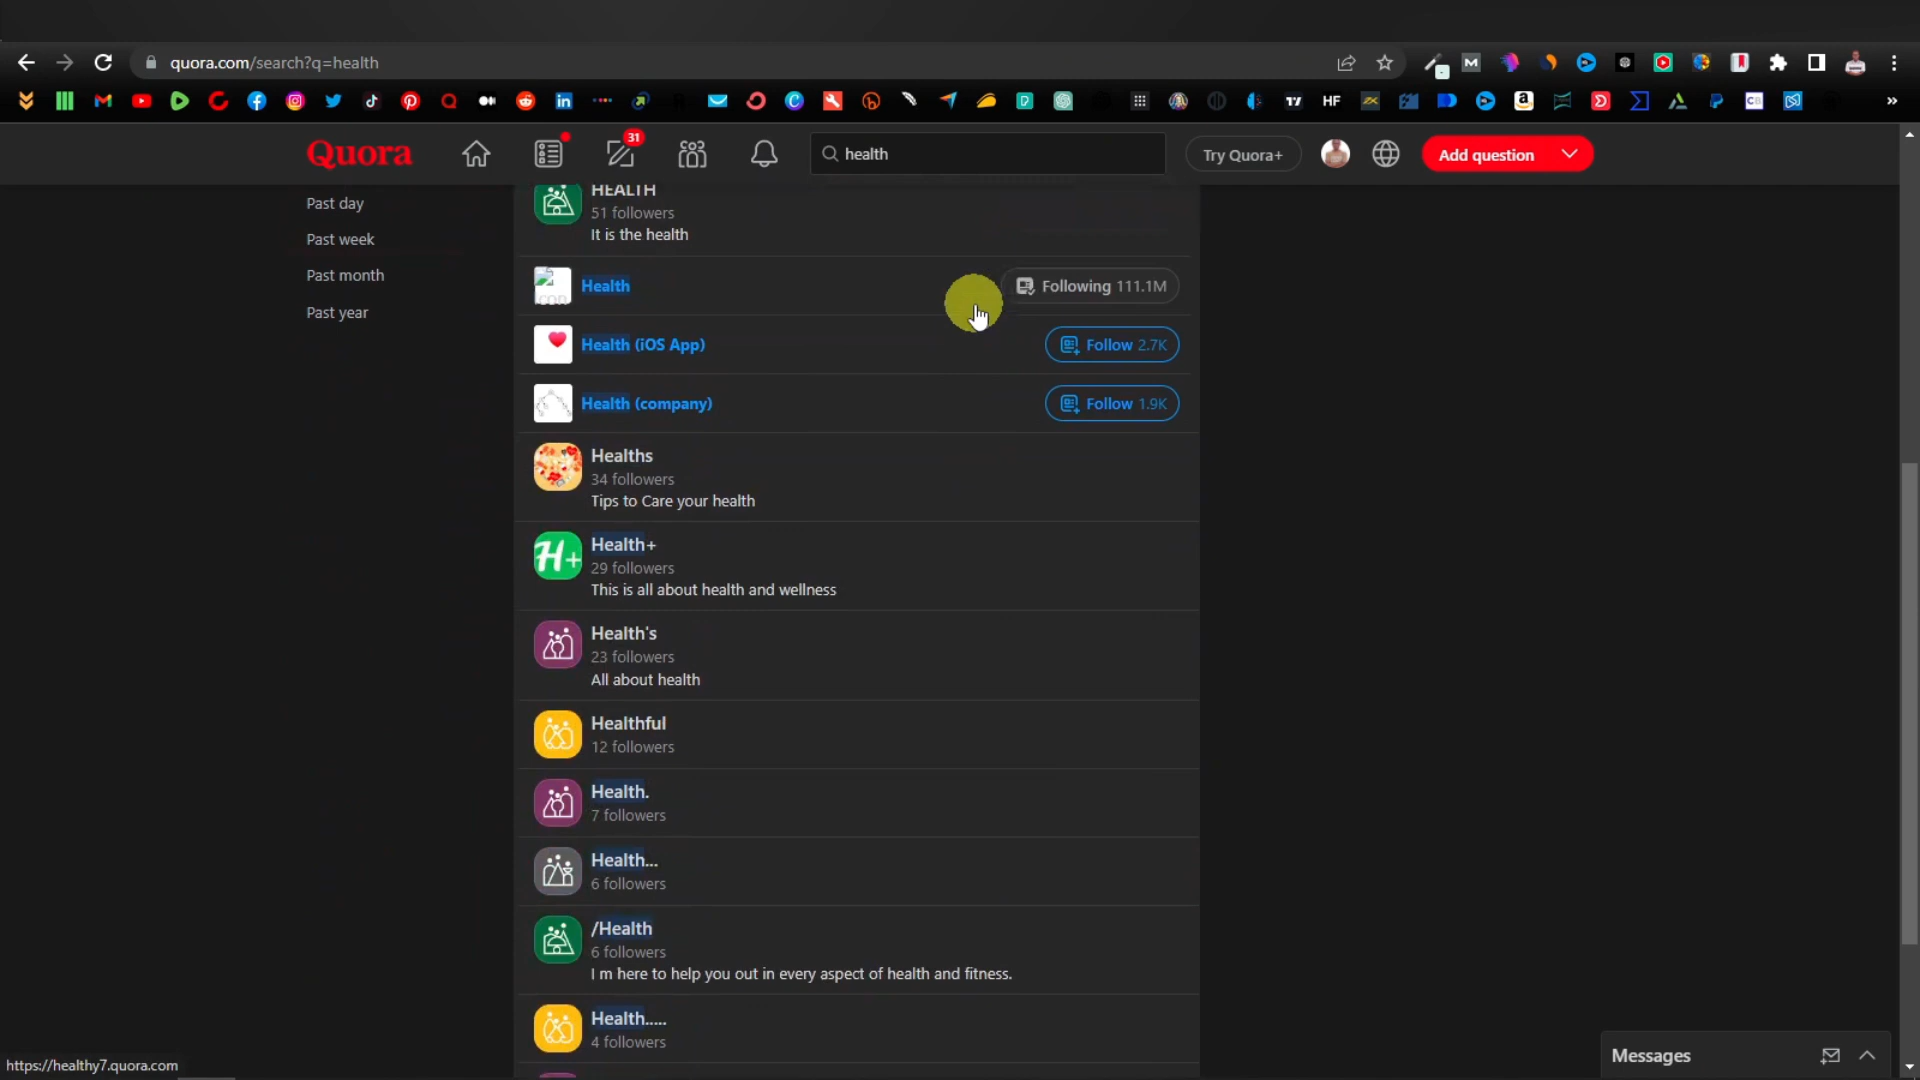 quora.com/search?q=health
M
HF
CB
Quora
31
health
Try Quora+
Add question
Past day
Past week
Past month
Past year
HEALTH
51 followers
It is the health
Health
Following 111.1M
Health (iOS App)
Follow 2.7K
Health (company)
Follow 1.9K
Healths
34 followers
Tips to Care your health
H+
Health+
29 followers
This is all about health and wellness
Health's
23 followers
All about health
Healthful
12 followers
Health.
7 followers
Health...
6 followers
/Health
6 followers
I m here to help you out in every aspect of health and fitness.
Health.....
4 followers
Messages
https://healthy7.quora.com